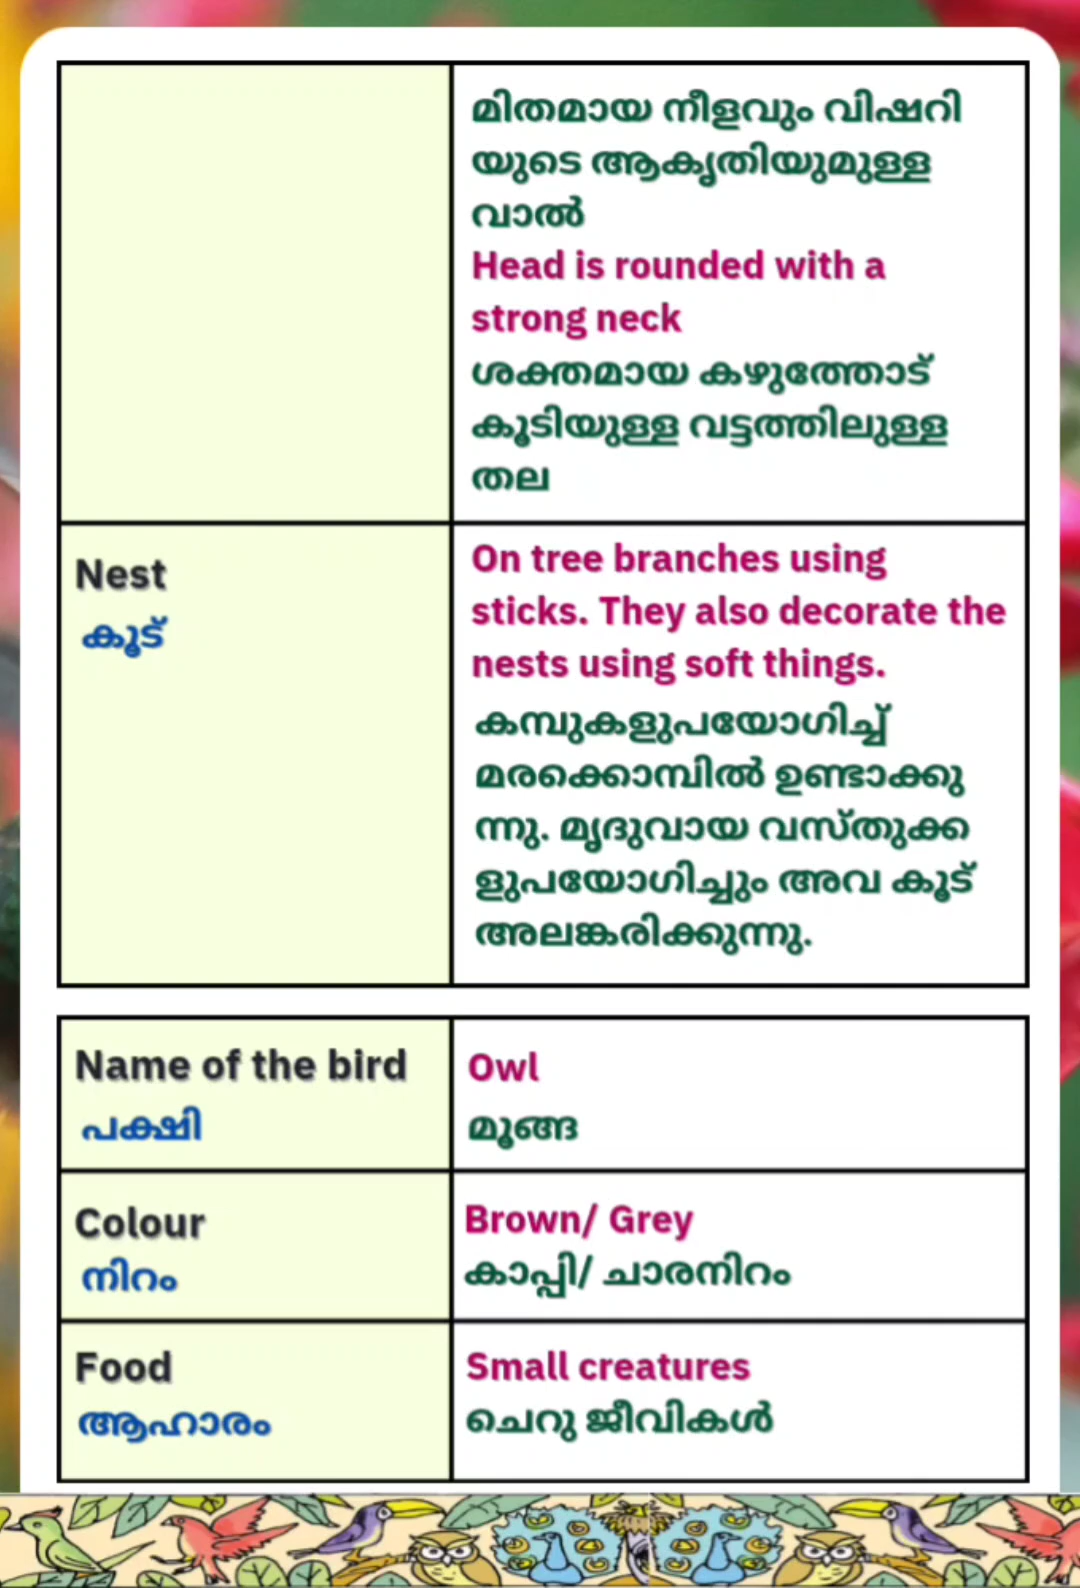 മിതമായ നീളവും വിഷറി
യുടെ ആകൃതിയുമുള്ള
വാൽ
Head is rounded with a
strong neck
ശക്തമായ കഴുത്തോട്
കൂടിയുള്ള വട്ടത്തിലുള്ള
തല
Nest
കൂട്
On tree branches using
sticks. They also decorate the
nests using soft things.
കമ്പുകളുപയോഗിച്ച്
മരക്കൊമ്പിൽ ഉണ്ടാക്കു
ന്നു. മൃദുവായ വസ്തുക്ക
ളുപയോഗിച്ചും അവ കൂട്
അലങ്കരിക്കുന്നു.
Name of the bird
പക്ഷി
Owl
മൂങ്ങ
Colour
നിറം
Brown/ Grey
കാപ്പി/ ചാരനിറം
Food
ആഹാരം
Small creatures
ചെറു ജീവികൾ